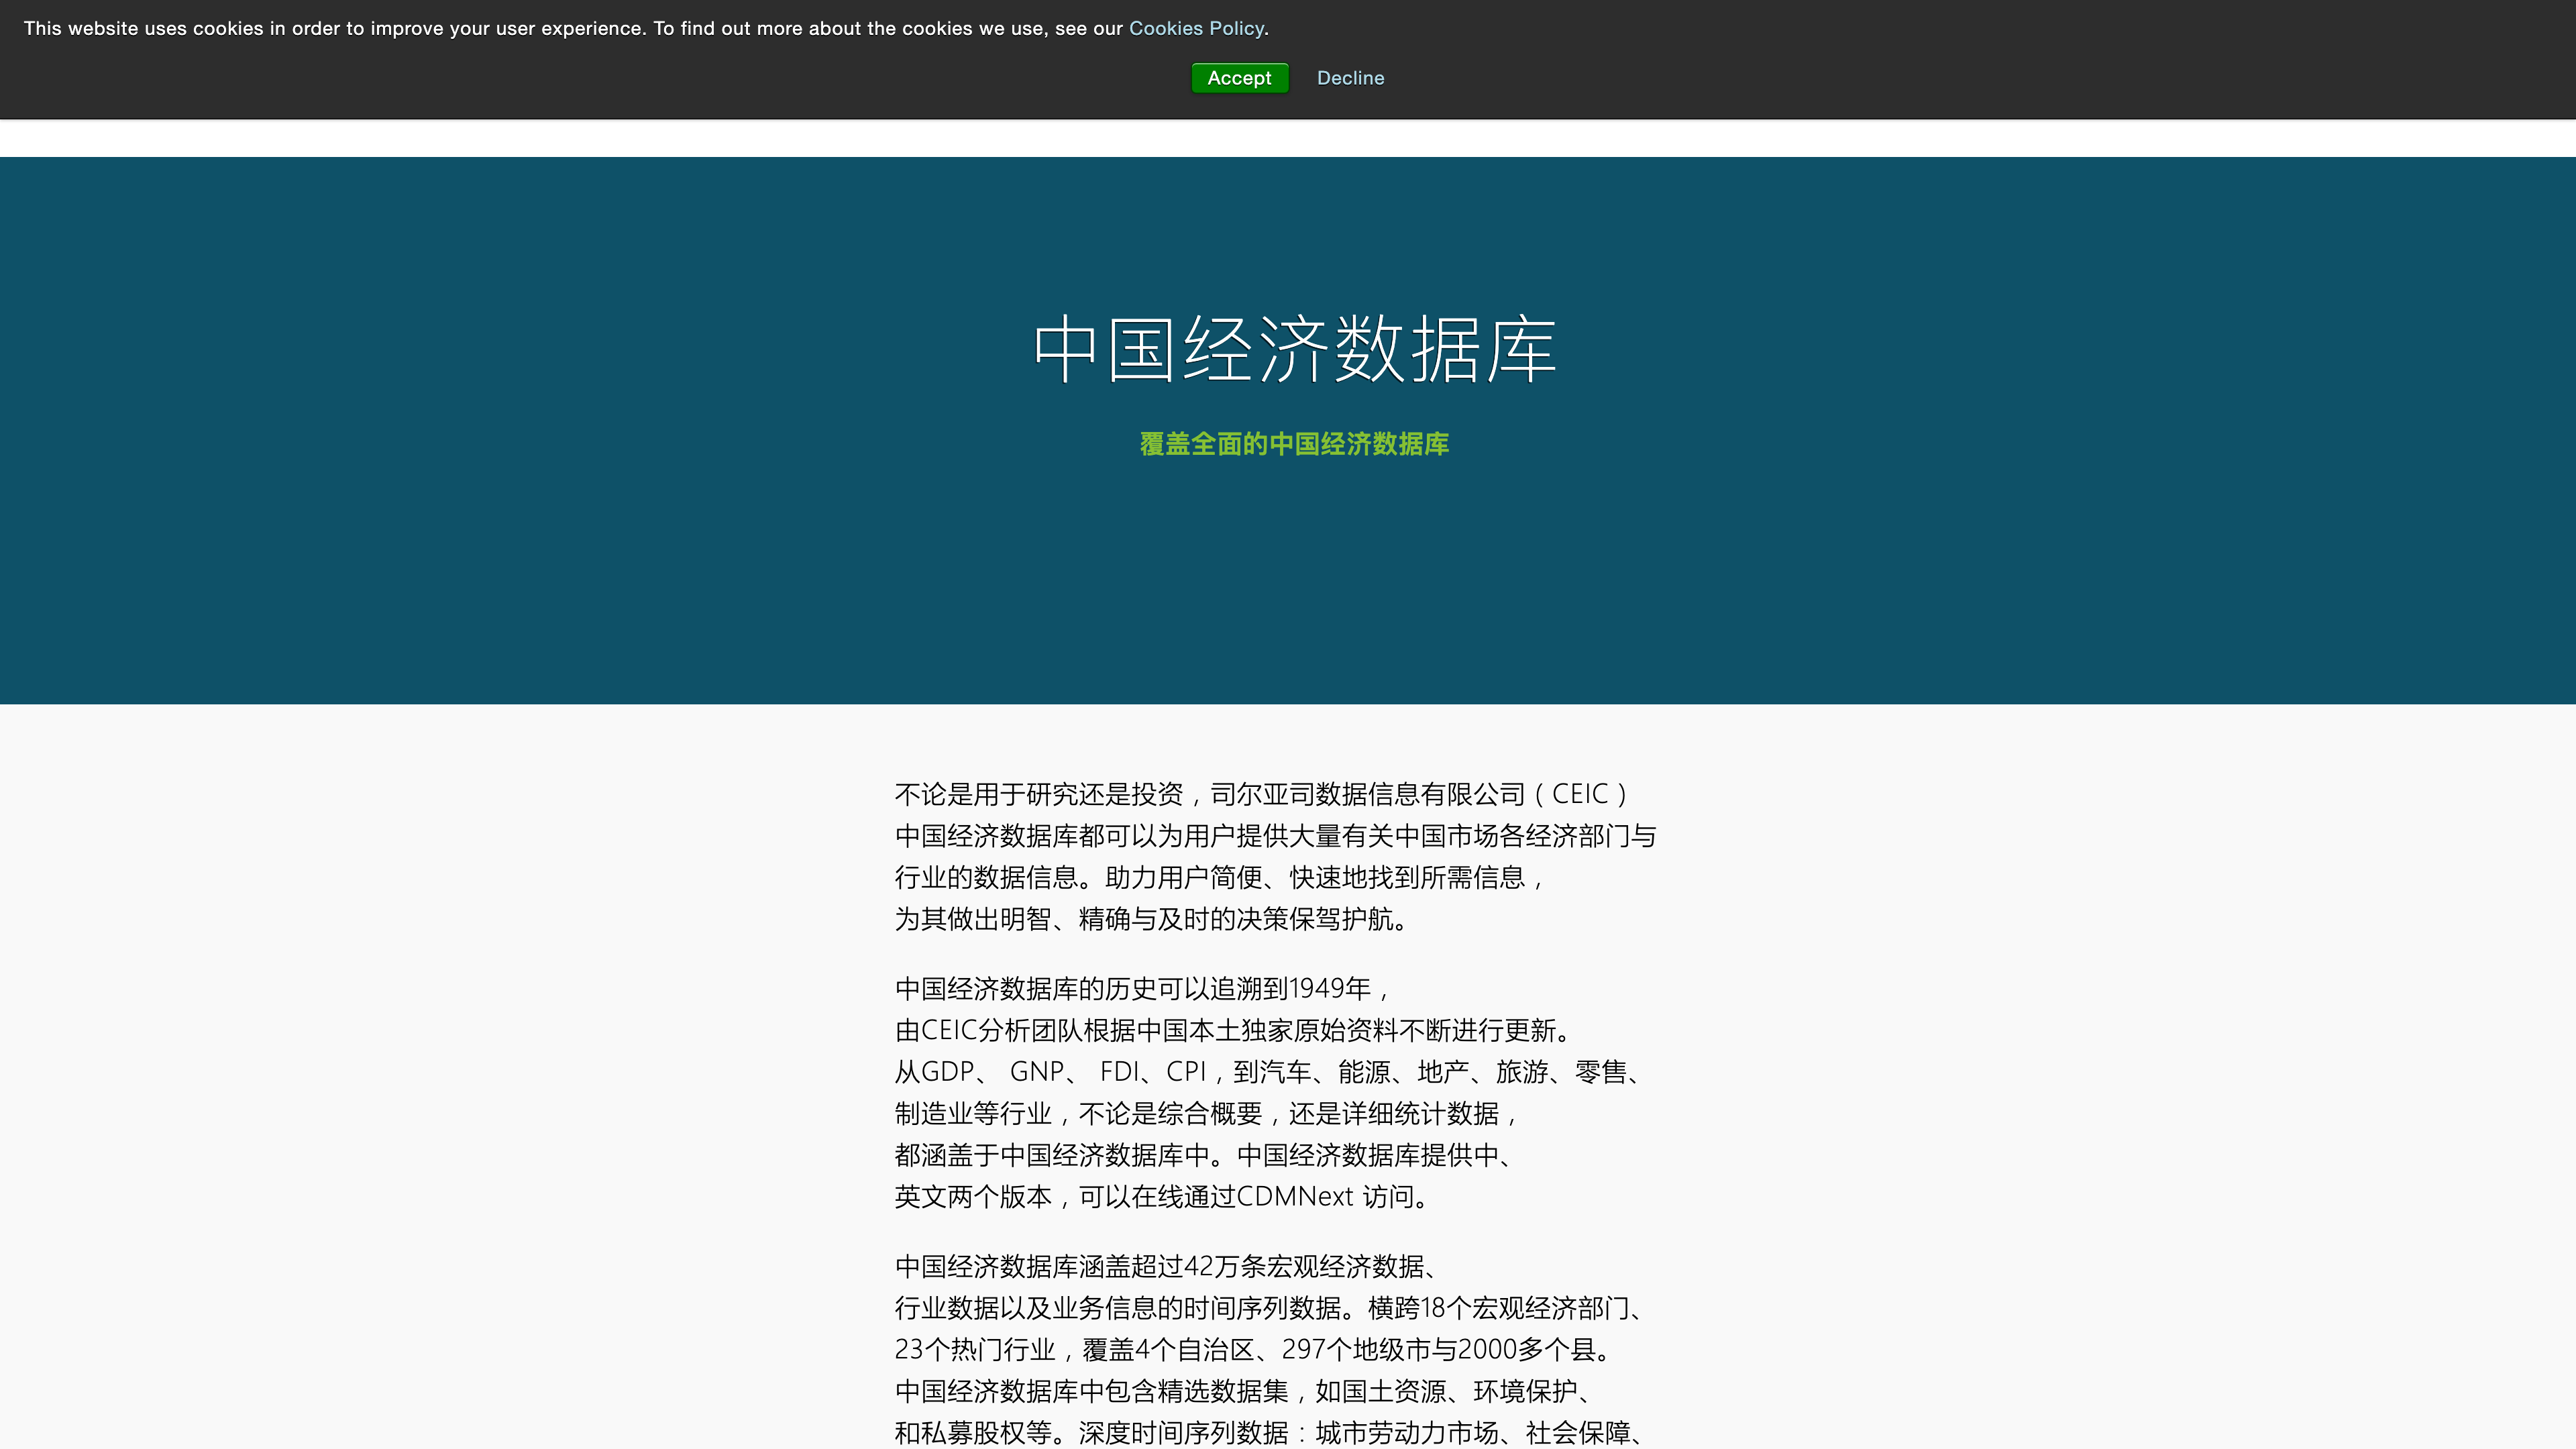 This website uses cookies in order to improve your user experience. To find out more about the cookies we use, see our Cookies Policy.
Accept
Decline
中国经济数据库
覆盖全面的中国经济数据库
不论是用于研究还是投资，司尔亚司数据信息有限公司（CEIC）
中国经济数据库都可以为用户提供大量有关中国市场各经济部门与
行业的数据信息。助力用户简便、快速地找到所需信息，
为其做出明智、精确与及时的决策保驾护航。
中国经济数据库的历史可以追溯到1949年，
由CEIC分析团队根据中国本土独家原始资料不断进行更新。
从GDP、 GNP、 FDI、CPI，到汽车、能源、地产、旅游、零售、
制造业等行业，不论是综合概要，还是详细统计数据，
都涵盖于中国经济数据库中。中国经济数据库提供中、
英文两个版本，可以在线通过CDMNext 访问。
中国经济数据库涵盖超过42万条宏观经济数据、
行业数据以及业务信息的时间序列数据。横跨18个宏观经济部门、
23个热门行业，覆盖4个自治区、297个地级市与2000多个县。
中国经济数据库中包含精选数据集，如国土资源、环境保护、
和私募股权等。深度时间序列数据：城市劳动力市场、社会保障、